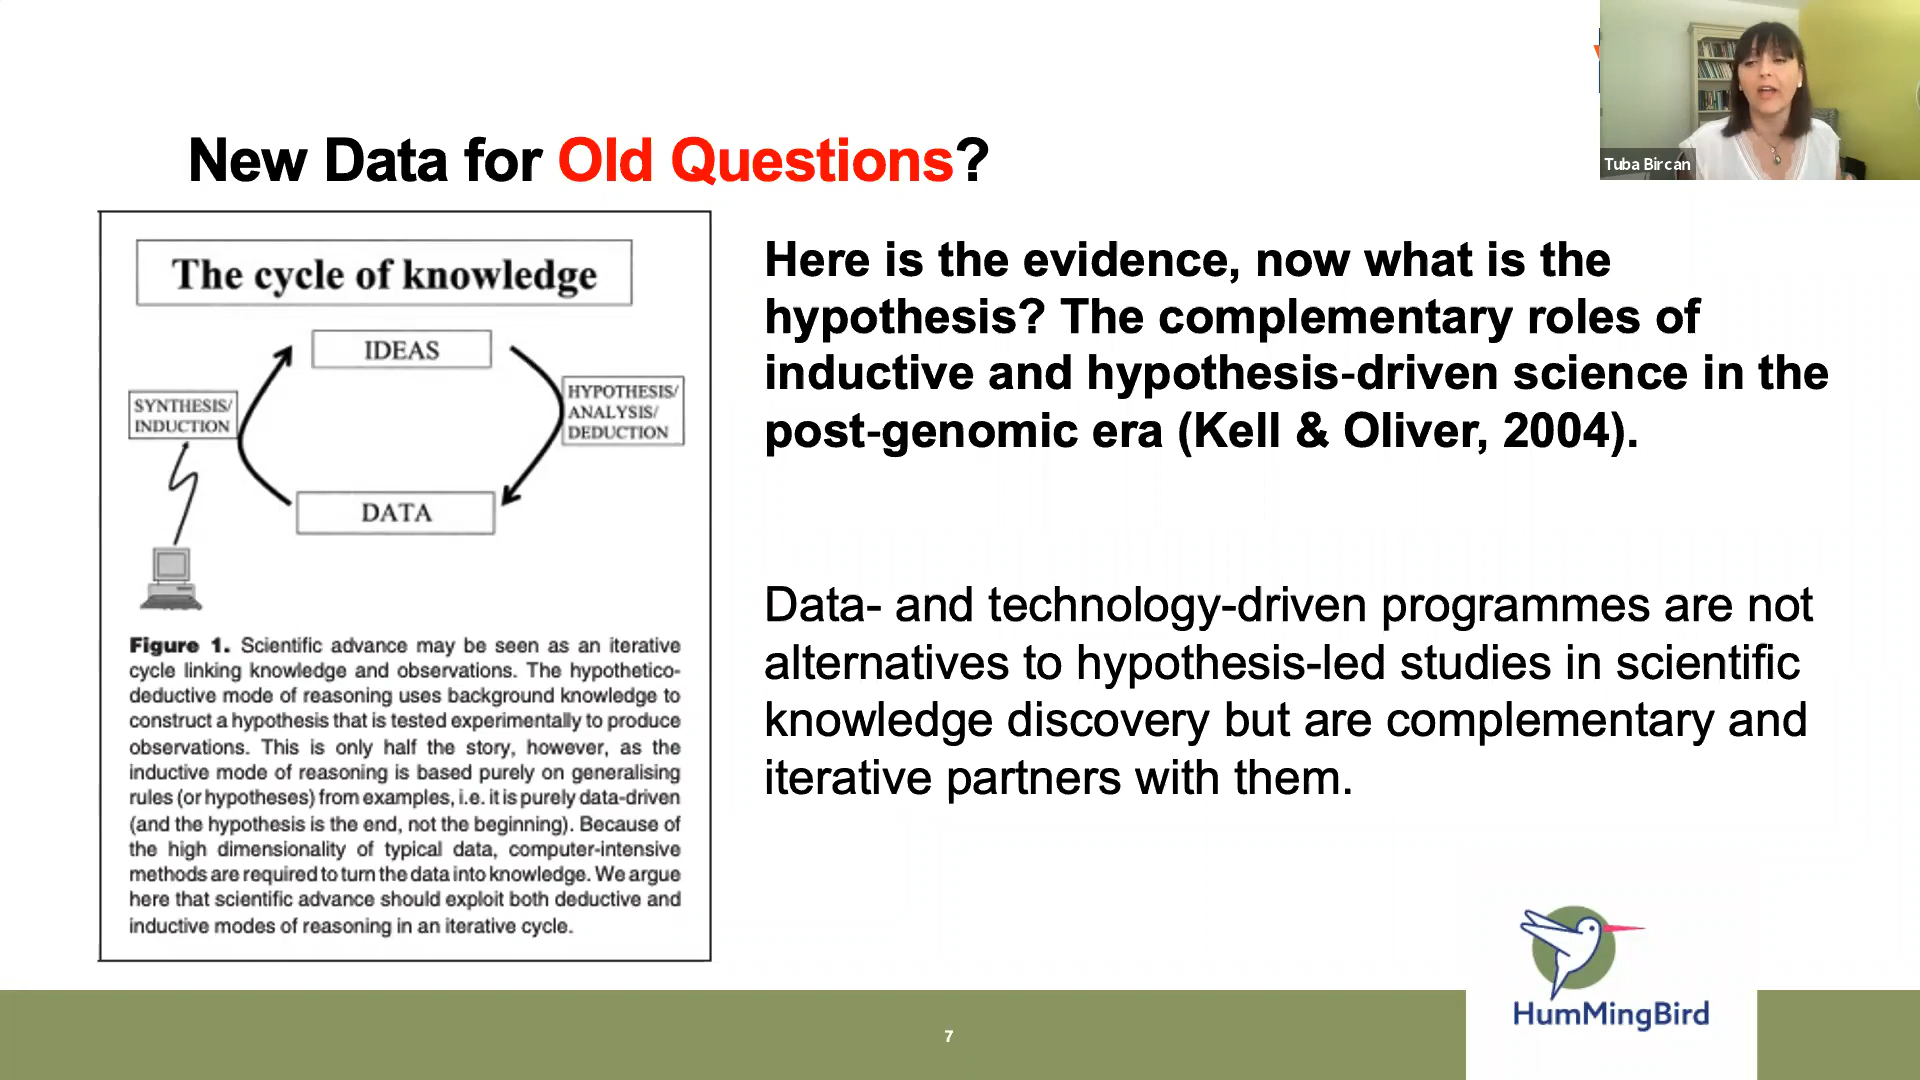 New Data for Old Questions?
Tuba Bircan
The cycle of knowledge
IDEAS
SYNTHESIS/
INDUCTION
HYPOTHESIS/
ANALYSIS/
DEDUCTION
DATA
Figure 1. Scientific advance may be seen as an iterative
cycle linking knowledge and observations. The hypothetico-
deductive mode of reasoning uses background knowledge to
construct a hypothesis that is tested experimentally to produce
observations. This is only half the story, however, as the
inductive mode of reasoning is based purely on generalising
rules (or hypotheses) from examples, i.e. it is purely data-driven
(and the hypothesis is the end, not the beginning). Because of
the high dimensionality of typical data, computer-intensive
methods are required to turn the data into knowledge. We argue
here that scientific advance should exploit both deductive and
inductive modes of reasoning in an iterative cycle.
Here is the evidence, now what is the
hypothesis? The complementary roles of
inductive and hypothesis-driven science in the
post-genomic era (Kell & Oliver, 2004).
Data- and technology-driven programmes are not
alternatives to hypothesis-led studies in scientific
knowledge discovery but are complementary and
iterative partners with them.
HumMingBird
7